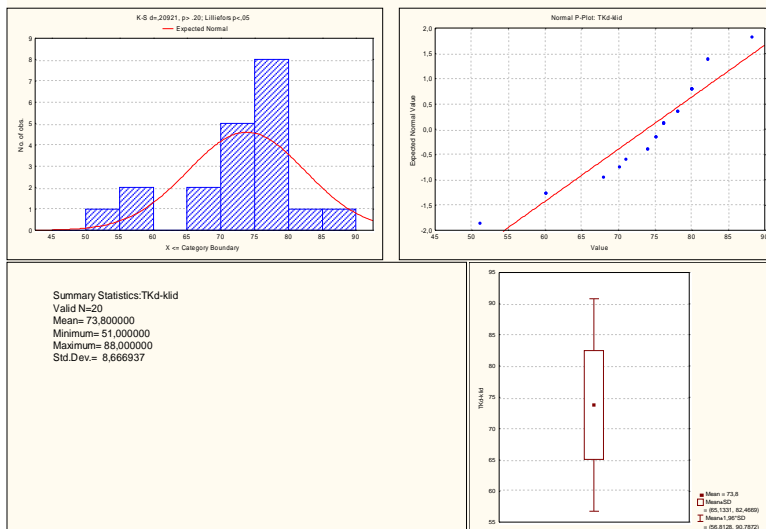 K-S d=,20921, p> .20; Lilliefors p<,05
Expected Normal
9
8
7
6
5
4
3
2
1
0
No. of obs.
45 50 55 60 65 70 75 80 85 90
X <= Category Boundary
Normal P-Plot: TKd-klid
2,0
1,5
1,0
0,5
0,0
-0,5
-1,0
-1,5
-2,0
Expected Normal Value
45 50 55 60 65 70 75 80 85 90
Value
Summary Statistics:TKd-klid
Valid N=20
Mean= 73,800000
Minimum= 51,000000
Maximum= 88,000000
Std.Dev.= 8,666937
95
90
85
80
75
70
65
60
55
TKd-klid
Mean = 73,8
Mean±SD
= (65,1331, 82,4669)
Mean±1,96*SD
= (56,8128, 90,7872)